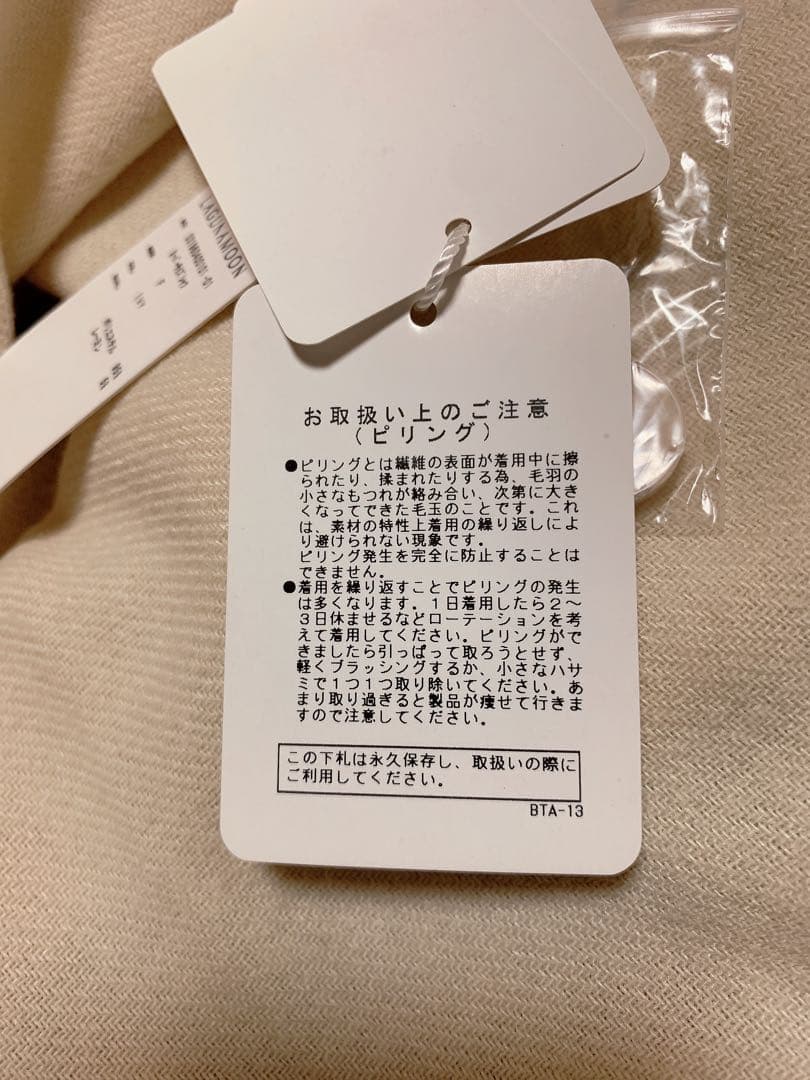 LAGUNAMOON
お取扱い上のご注意
(ピリング)
●ピリングとは繊維の表面が着用中に擦
られたり、揉まれたりする為、毛羽の
小さなもつれが絡み合い、次第に大き
くなってできた毛玉のことです。これ
は、素材の特性上着用の繰り返しによ
り避けられない現象です。
ピリング発生を完全に防止することは
できません。
●着用を繰り返すことでピリングの発生
は多くなります。1日着用したら2〜
3日休ませるなどローテーションを考
えて着用してください。ピリングがで
きましたら引っぱって取ろうとせず、
軽くブラッシングするか、小さなハサ
ミで1つ1つ取り除いてください。あ
まり取り過ぎると製品が痩せて行きま
すので注意してください。
この下札は永久保存し、取扱いの際に
ご利用してください。
BTA-13